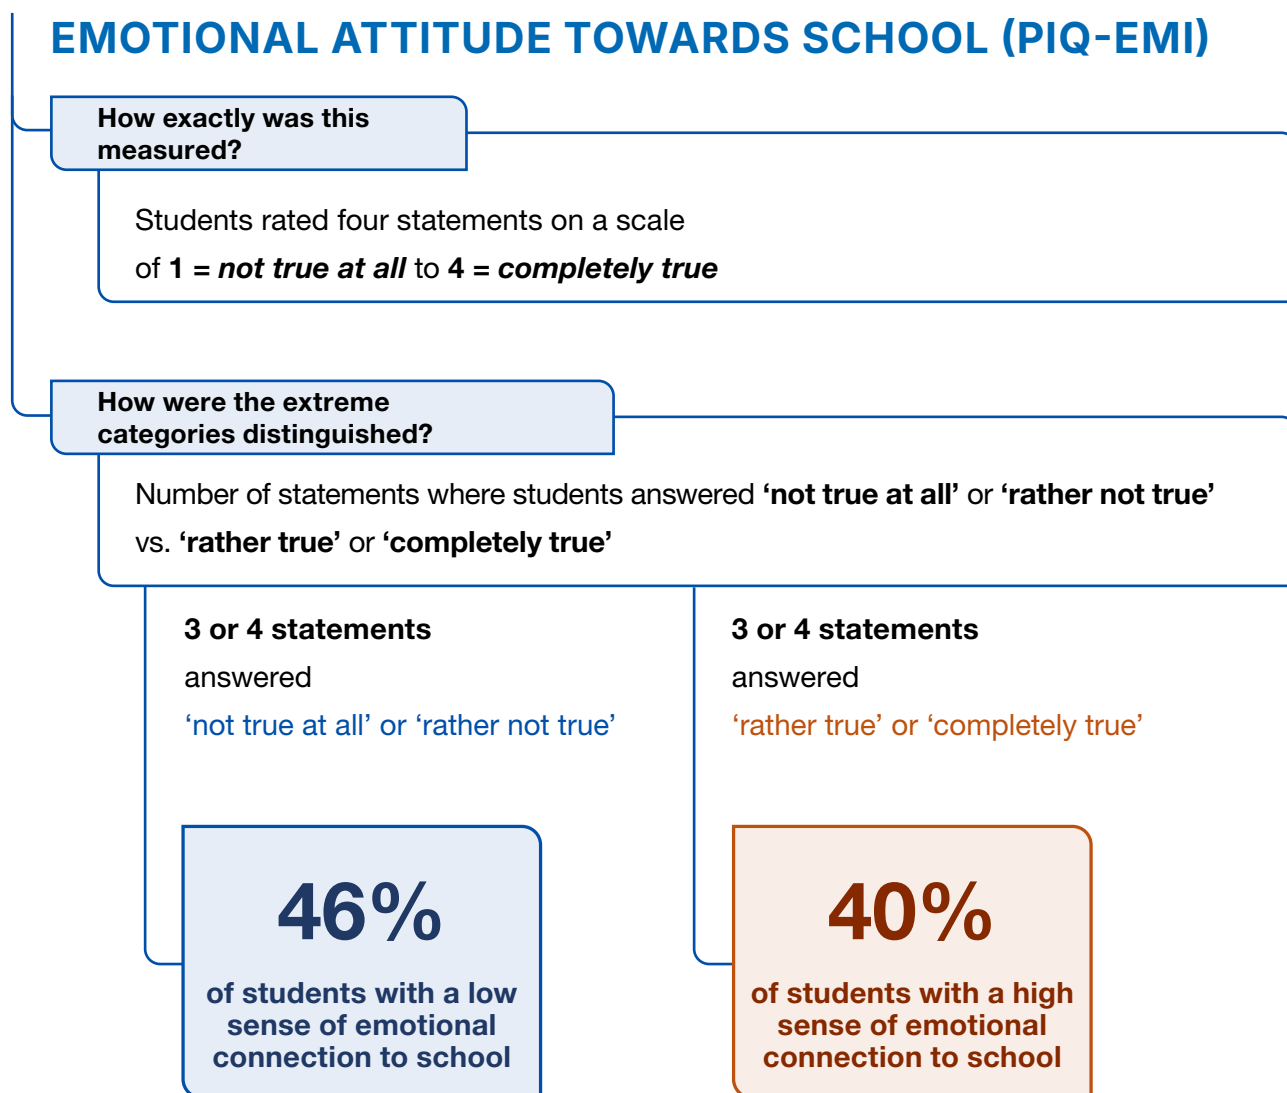 EMOTIONAL ATTITUDE TOWARDS SCHOOL (PIQ-EMI)
How exactly was this
measured?
Students rated four statements on a scale
of 1 = not true at all to 4 = completely true
How were the extreme
categories distinguished?
Number of statements where students answered ‘not true at all’ or ‘rather not true’
vs. ‘rather true’ or ‘completely true’
3 or 4 statements
answered
‘not true at all’ or ‘rather not true’
46%
of students with a low
sense of emotional
connection to school
3 or 4 statements
answered
‘rather true’ or ‘completely true’
40%
of students with a high
sense of emotional
connection to school